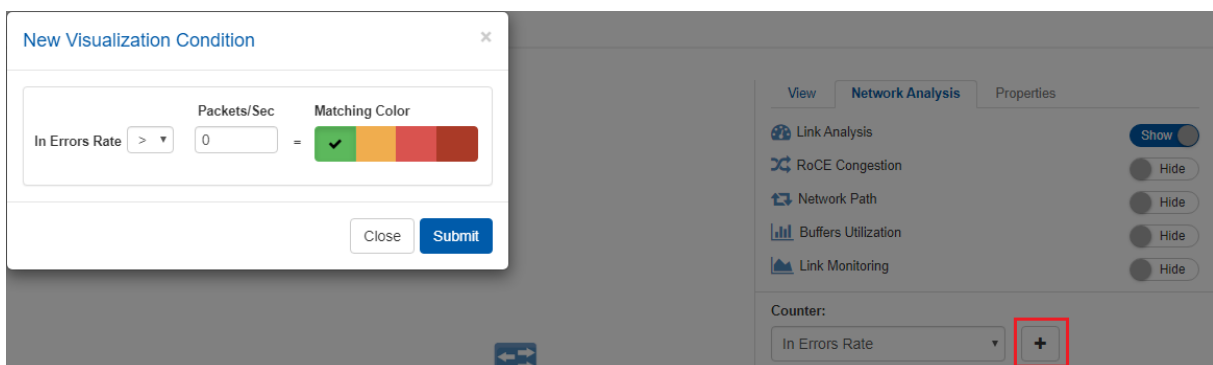 New Visualization Condition ×
Packets/Sec Matching Color
In Errors Rate > 0 =
Close Submit
View Network Analysis Properties
Link Analysis Show
RoCE Congestion Hide
Network Path Hide
Buffers Utilization Hide
Link Monitoring Hide
Counter:
In Errors Rate +